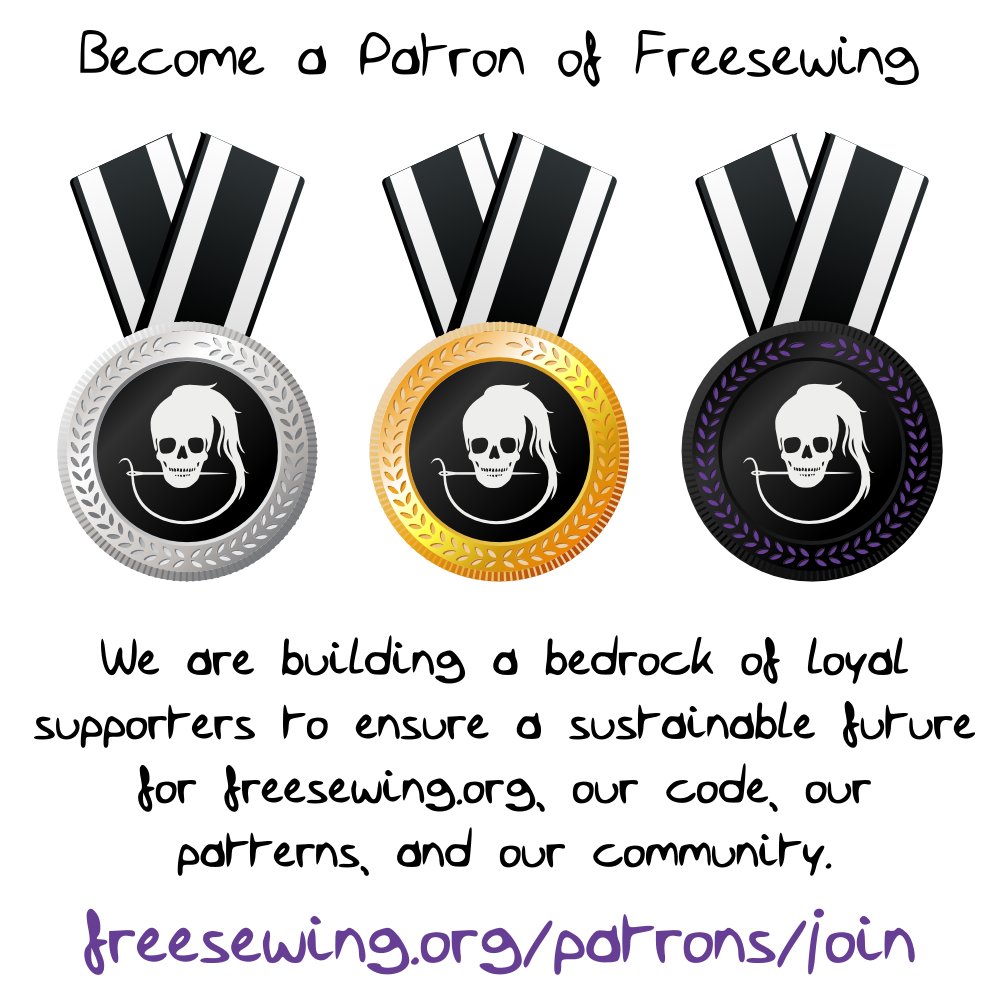 Become a Patron of Freesewing
We are building a bedrock of loyal
supporters to ensure a sustainable future
for freesewing.org, our code, our
patterns, and our community.
freesewing.org/patrons/join